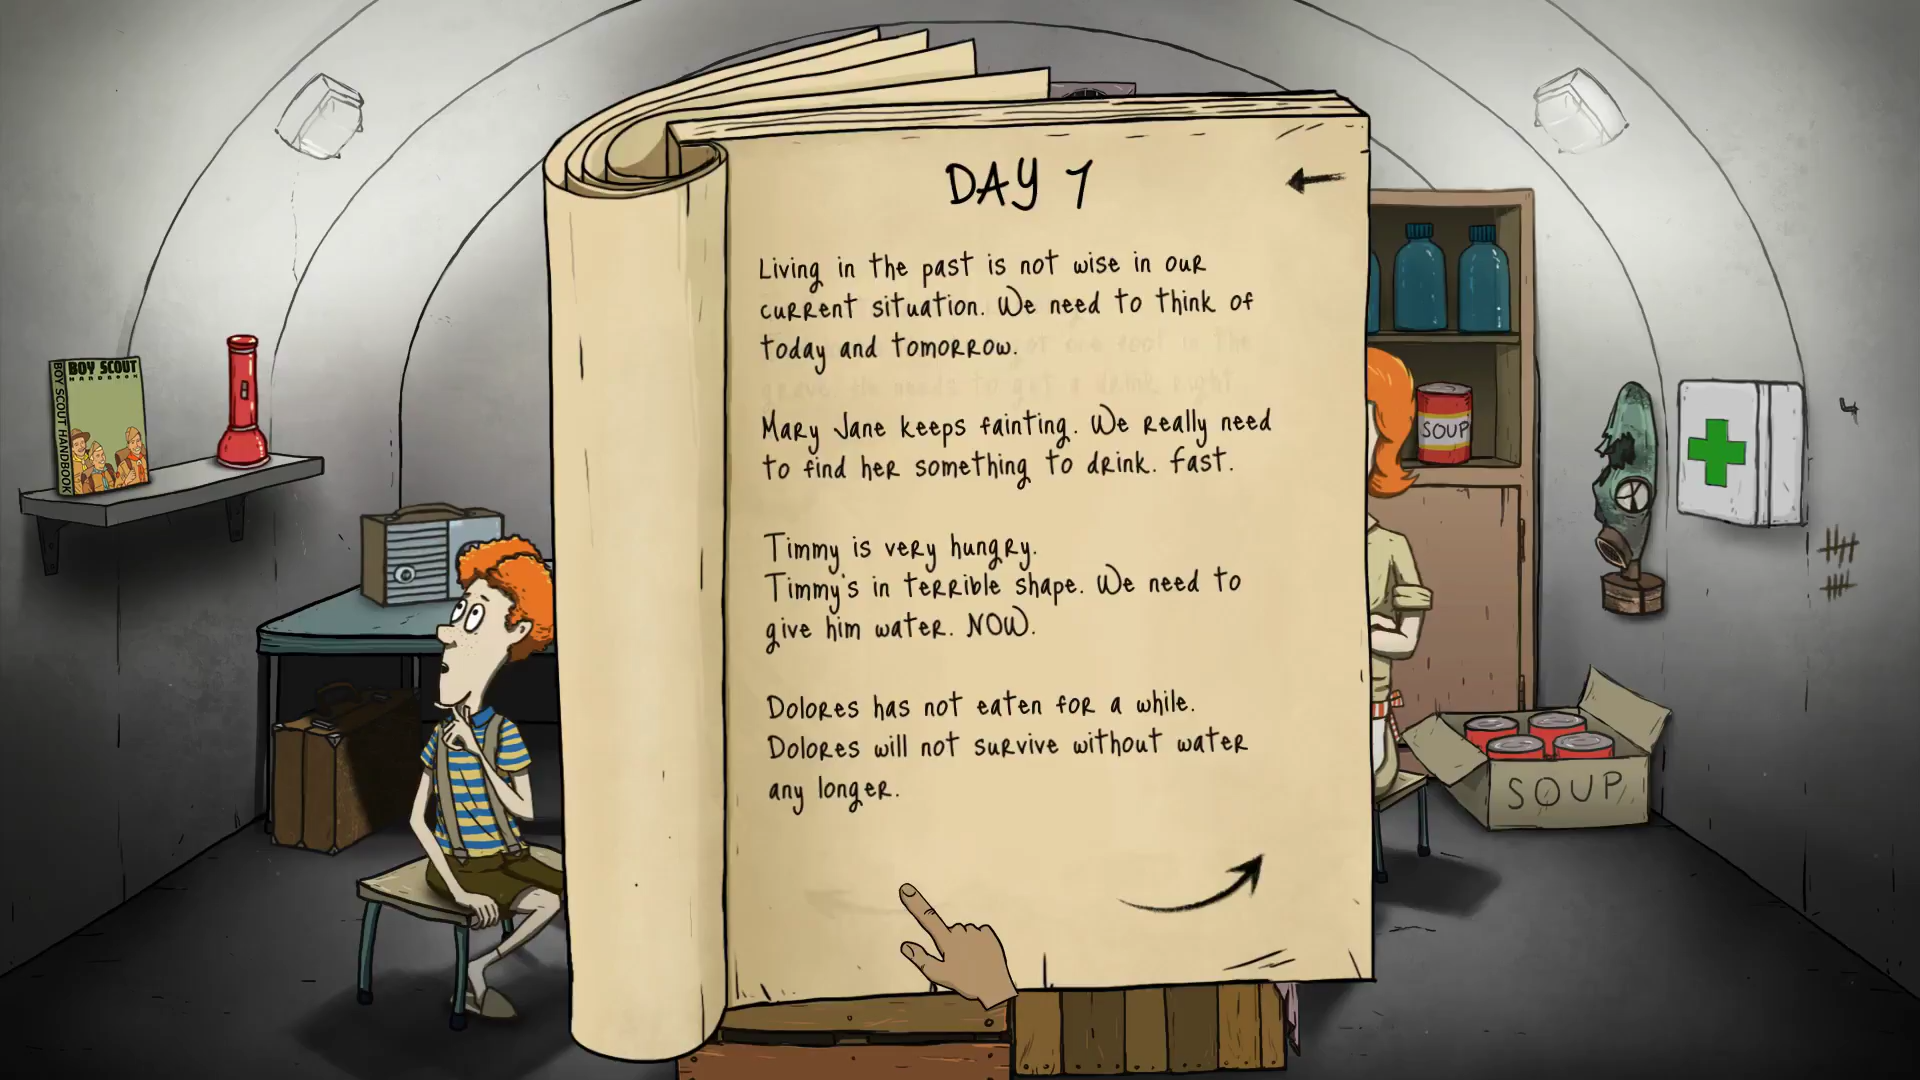 DAY 7
Living in the past is not wise in our
current situation. We need to think of
today and tomorrow.
Mary Jane keeps fainting. We really need
to find her something to drink. Fast.
Timmy is very hungry.
Timmy's in terrible shape. We need to
give him water. NOW.
Dolores has not eaten for a while.
Dolores will not survive without water
any longer.
BOY SCOUT
HANDBOOK
BOY SCOUT HANDBOOK
SOUP
SOUP